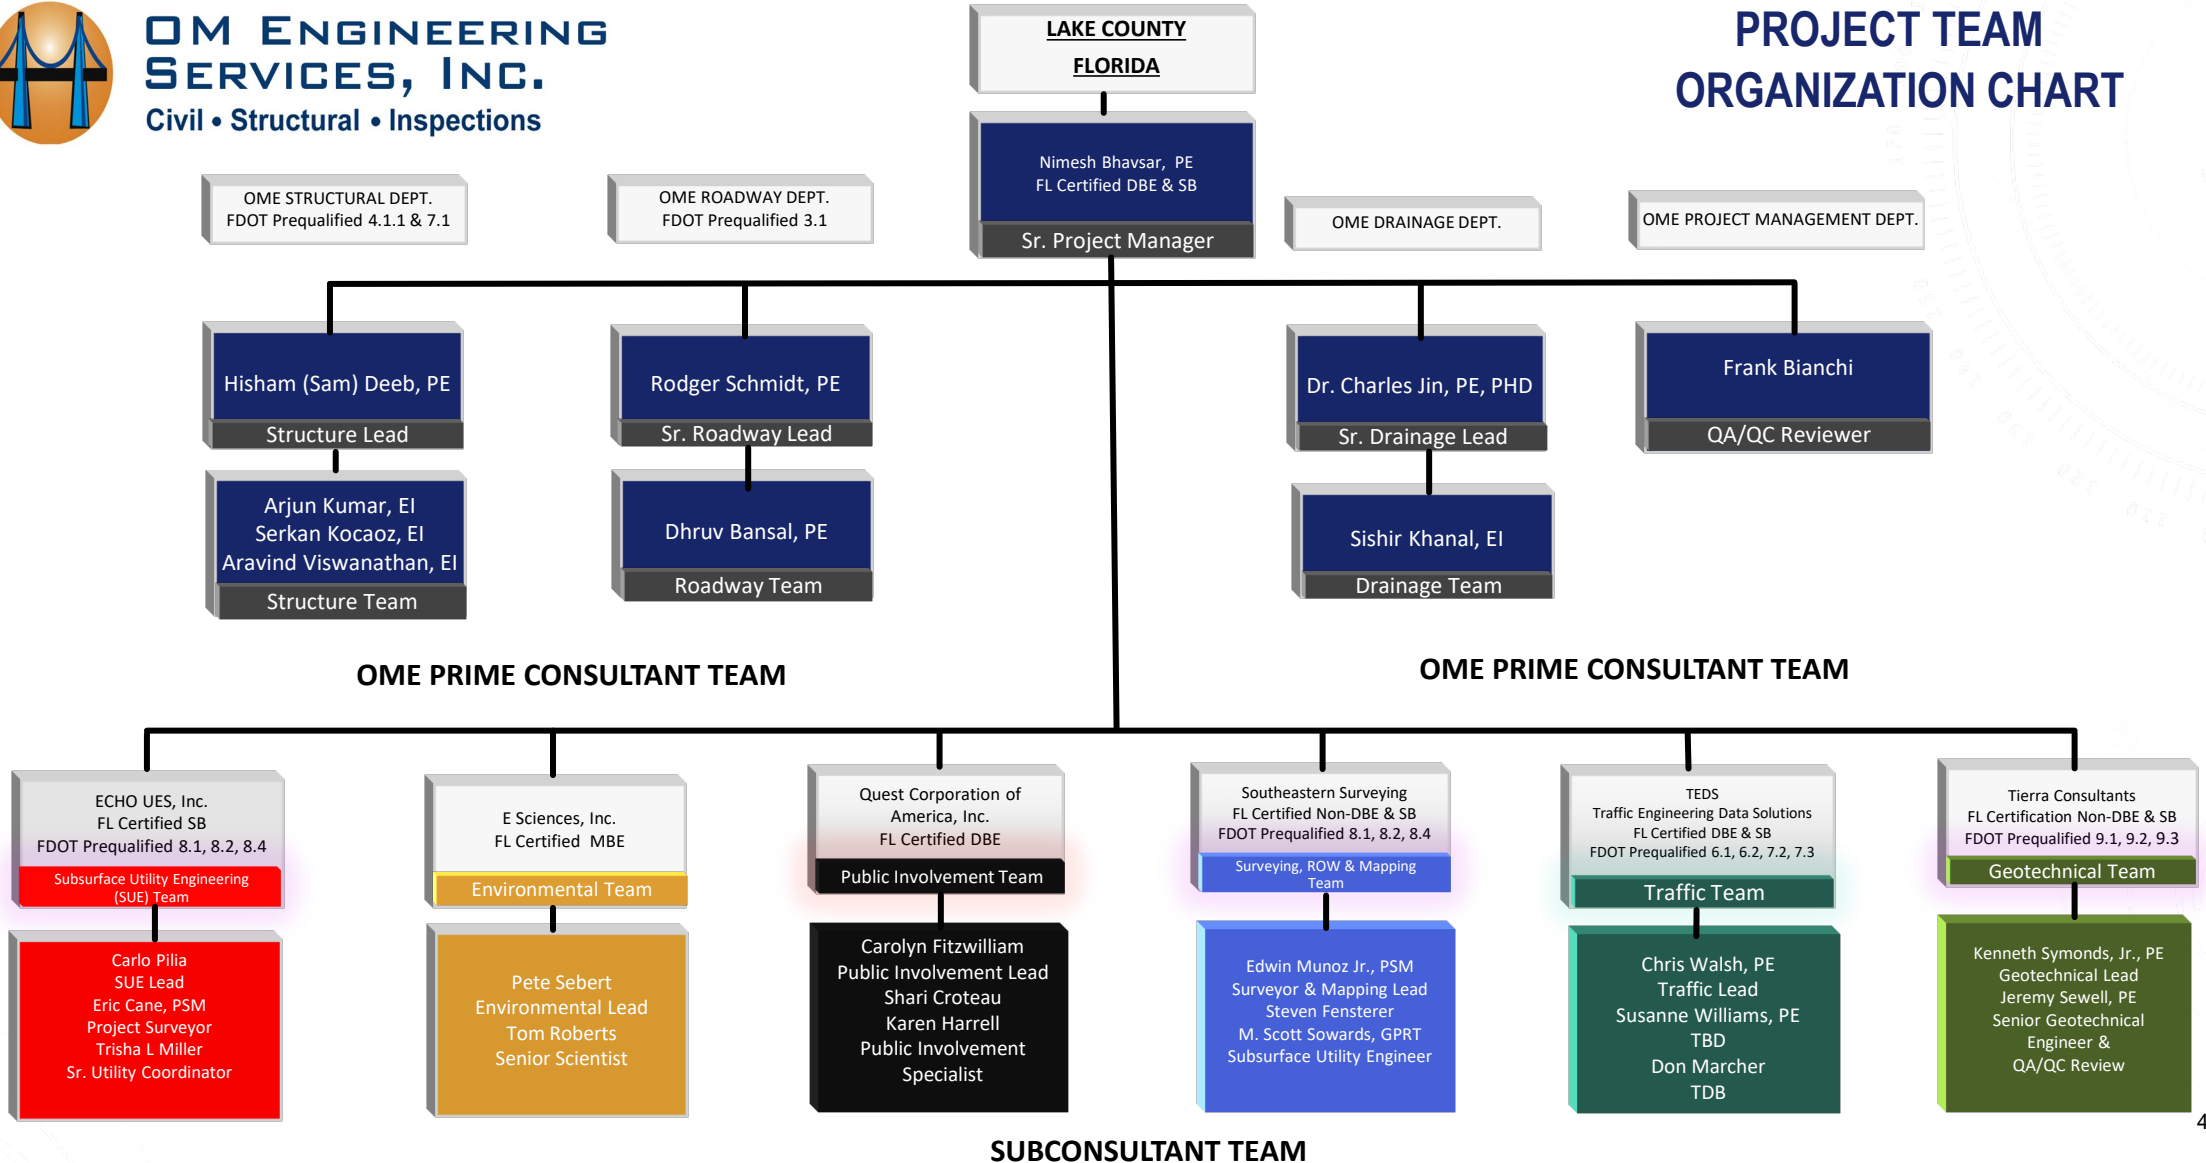 OM ENGINEERING
SERVICES, INC.
Civil • Structural • Inspections
LAKE COUNTY
FLORIDA
PROJECT TEAM
ORGANIZATION CHART
Nimesh Bhavsar, PE
FL Certified DBE & SB
Sr. Project Manager
OME STRUCTURAL DEPT.
FDOT Prequalified 4.1.1 & 7.1
OME ROADWAY DEPT.
FDOT Prequalified 3.1
OME DRAINAGE DEPT.
OME PROJECT MANAGEMENT DEPT.
Hisham (Sam) Deeb, PE
Structure Lead
Rodger Schmidt, PE
Sr. Roadway Lead
Dr. Charles Jin, PE, PHD
Sr. Drainage Lead
Frank Bianchi
QA/QC Reviewer
Arjun Kumar, EI
Serkan Kocaoz, EI
Aravind Viswanathan, EI
Structure Team
Dhruv Bansal, PE
Roadway Team
Sishir Khanal, EI
Drainage Team
OME PRIME CONSULTANT TEAM
OME PRIME CONSULTANT TEAM
ECHO UES, Inc.
FL Certified SB
FDOT Prequalified 8.1, 8.2, 8.4
Subsurface Utility Engineering
(SUE) Team
Carlo Pilia
SUE Lead
Eric Cane, PSM
Project Surveyor
Trisha L Miller
Sr. Utility Coordinator
E Sciences, Inc.
FL Certified MBE
Environmental Team
Pete Sebert
Environmental Lead
Tom Roberts
Senior Scientist
Quest Corporation of
America, Inc.
FL Certified DBE
Public Involvement Team
Carolyn Fitzwilliam
Public Involvement Lead
Shari Croteau
Karen Harrell
Public Involvement
Specialist
Southeastern Surveying
FL Certified Non-DBE & SB
FDOT Prequalified 8.1, 8.2, 8.4
Surveying, ROW & Mapping
Team
Edwin Munoz Jr., PSM
Surveyor & Mapping Lead
Steven Fensterer
M. Scott Sowards, GPRT
Subsurface Utility Engineer
TEDS
Traffic Engineering Data Solutions
FL Certified DBE & SB
FDOT Prequalified 6.1, 6.2, 7.2, 7.3
Traffic Team
Chris Walsh, PE
Traffic Lead
Susanne Williams, PE
TBD
Don Marcher
TDB
Tierra Consultants
FL Certification Non-DBE & SB
FDOT Prequalified 9.1, 9.2, 9.3
Geotechnical Team
Kenneth Symonds, Jr., PE
Geotechnical Lead
Jeremy Sewell, PE
Senior Geotechnical
Engineer &
QA/QC Review
4
SUBCONSULTANT TEAM